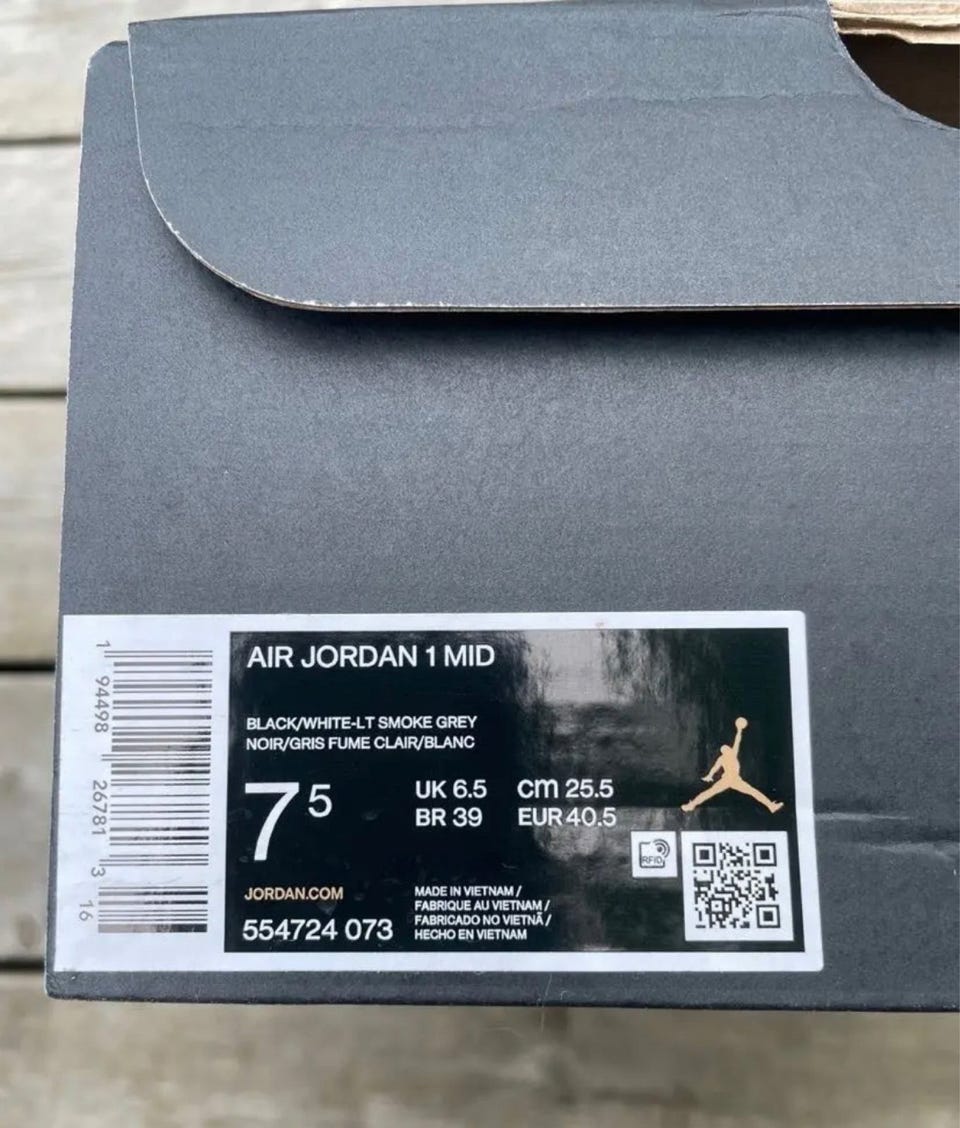 AIR JORDAN 1 MID
BLACK/WHITE-LT SMOKE GREY
NOIR/GRIS FUME CLAIR/BLANC
7 5
UK 6.5 cm 25.5
BR 39 EUR 40.5
RFID
JORDAN.COM
554724 073
MADE IN VIETNAM /
FABRIQUE AU VIETNAM /
FABRICADO NO VIETNÃ /
HECHO EN VIETNAM
1 94498 26781 3 16